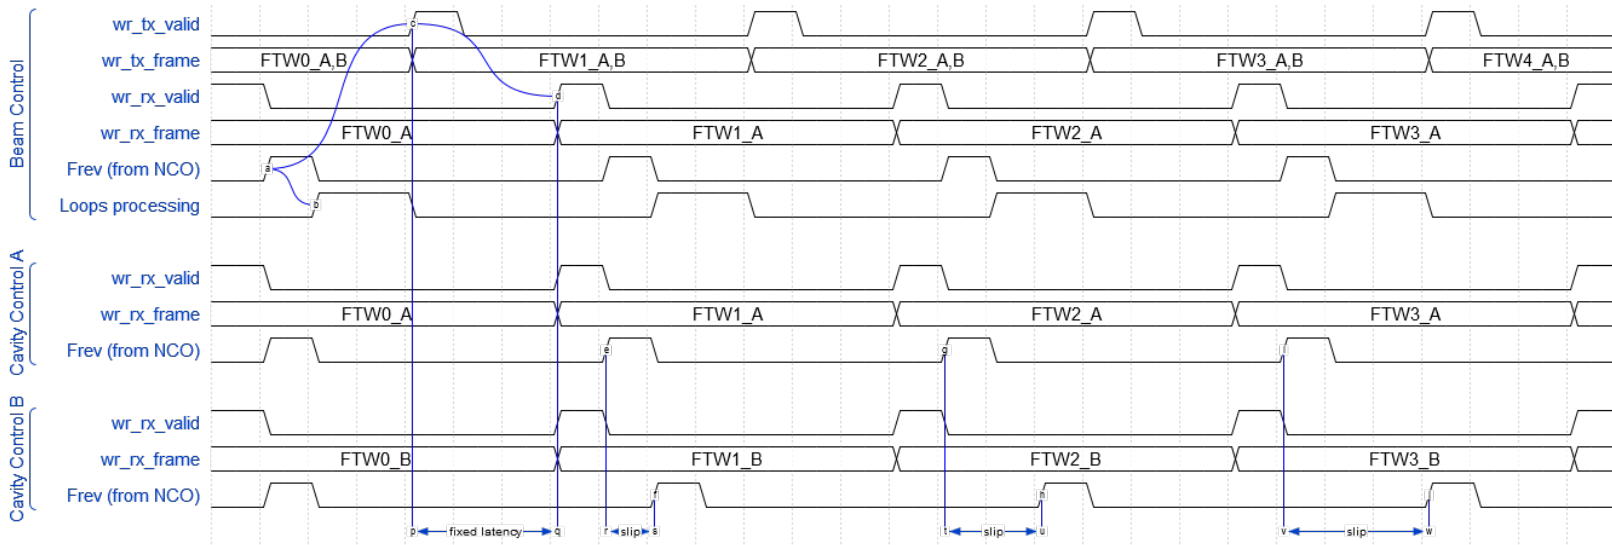 Beam Control
wr_tx_valid c
wr_tx_frame FTW0_A,B FTW1_A,B FTW2_A,B FTW3_A,B FTW4_A,B
wr_rx_valid d
wr_rx_frame FTW0_A FTW1_A FTW2_A FTW3_A
Frev (from NCO) a
Loops processing b
Cavity Control A
wr_rx_valid
wr_rx_frame FTW0_A FTW1_A FTW2_A FTW3_A
Frev (from NCO) e g i
Cavity Control B
wr_rx_valid
wr_rx_frame FTW0_B FTW1_B FTW2_B FTW3_B
Frev (from NCO) f h j
p fixed latency q r slip s t slip u v slip w